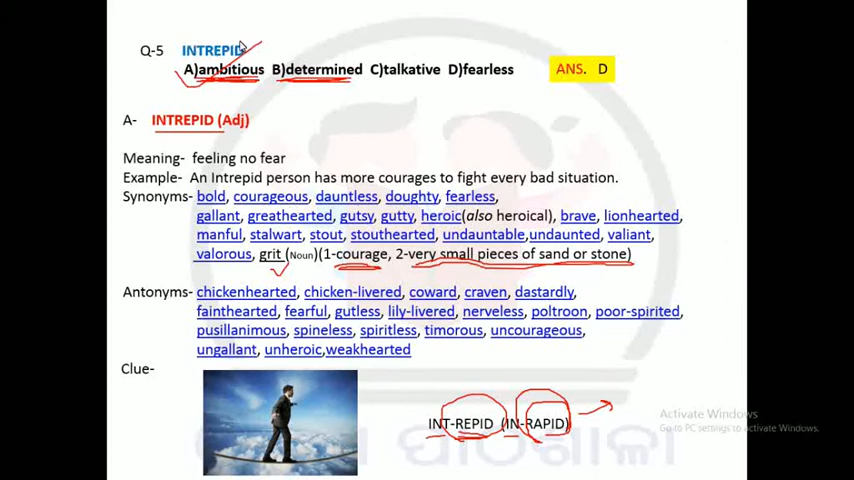 Q-5 INTREPID
A)ambitious B)determined C)talkative D)fearless ANS. D
A- INTREPID (Adj)
Meaning- feeling no fear
Example- An Intrepid person has more courages to fight every bad situation.
Synonyms- bold, courageous, dauntless, doughty, fearless,
gallant, greathearted, gutsy, gutty, heroic(also heroical), brave, lionhearted,
manful, stalwart, stout, stouthearted, undauntable,undaunted, valiant,
valorous, grit (Noun)(1-courage, 2-very small pieces of sand or stone)
Antonyms- chickenhearted, chicken-livered, coward, craven, dastardly,
fainthearted, fearful, gutless, lily-livered, nerveless, poltroon, poor-spirited,
pusillanimous, spineless, spiritless, timorous, uncourageous,
ungallant, unheroic,weakhearted
Clue-
INT-REPID (IN-RAPID)
Activate Windows
Go to PC settings to activate Windows.
ପାଠଶାଳା